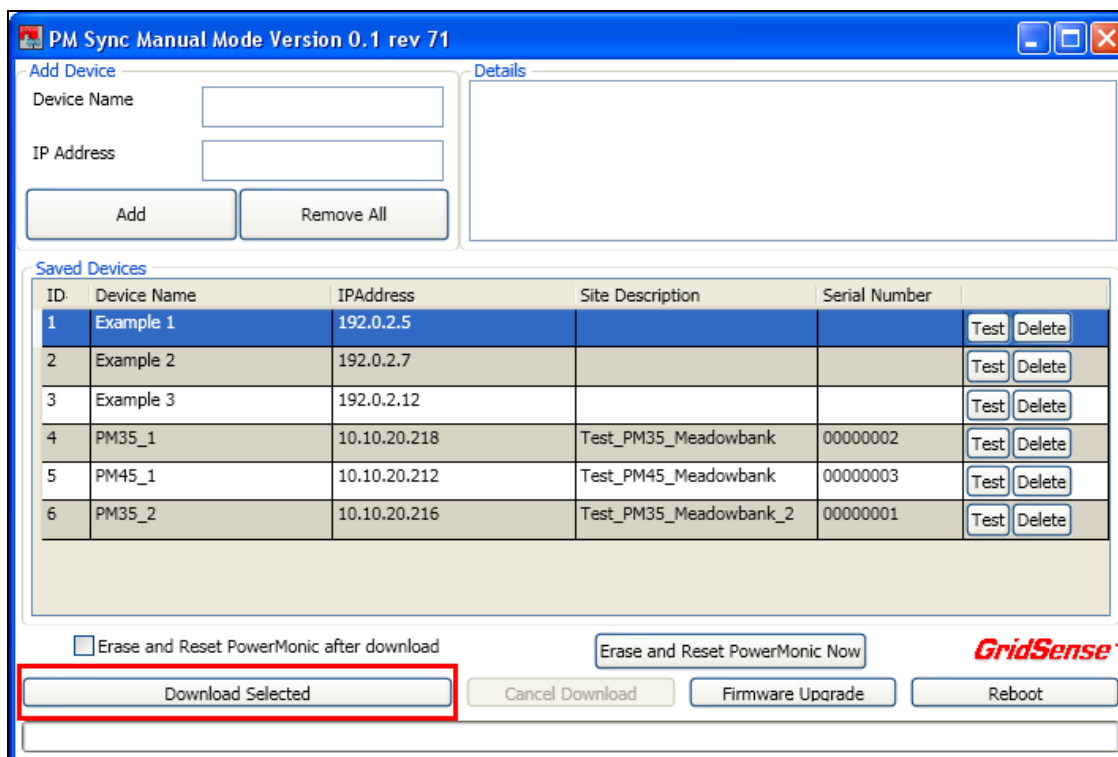 PM Sync Manual Mode Version 0.1 rev 71
Add Device
Details
Device Name
IP Address
Add Remove All
Saved Devices
ID Device Name IPAddress Site Description Serial Number
1 Example 1 192.0.2.5 Test Delete
2 Example 2 192.0.2.7 Test Delete
3 Example 3 192.0.2.12 Test Delete
4 PM35_1 10.10.20.218 Test_PM35_Meadowbank 00000002 Test Delete
5 PM45_1 10.10.20.212 Test_PM45_Meadowbank 00000003 Test Delete
6 PM35_2 10.10.20.216 Test_PM35_Meadowbank_2 00000001 Test Delete
Erase and Reset PowerMonic after download Erase and Reset PowerMonic Now GridSense
Download Selected Cancel Download Firmware Upgrade Reboot